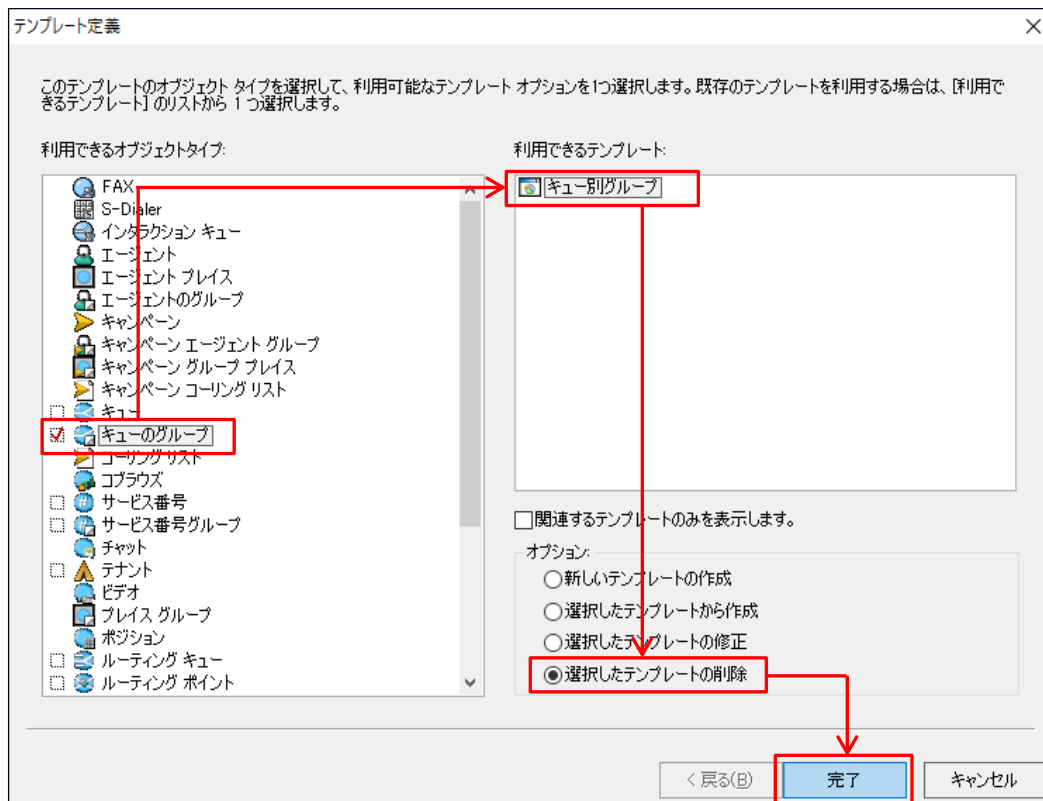 テンプレート定義
このテンプレートのオブジェクト タイプを選択して、利用可能なテンプレート オプションを1つ選択します。既存のテンプレートを利用する場合は、[利用で
きるテンプレート] のリストから 1 つ選択します。
利用できるオブジェクトタイプ:
FAX
S-Dialer
インタラクション キュー
エージェント
エージェント プレイス
エージェントのグループ
キャンペーン
キャンペーン エージェント グループ
キャンペーン グループ プレイス
キャンペーン コーリング リスト
キュー
キューのグループ
コーリング リスト
コブラウズ
サービス番号
サービス番号グループ
チャット
テナント
ビデオ
プレイス グループ
ポジション
ルーティング キュー
ルーティング ポイント
利用できるテンプレート:
キュー別グループ
関連するテンプレートのみを表示します。
オプション:
新しいテンプレートの作成
選択したテンプレートから作成
選択したテンプレートの修正
選択したテンプレートの削除
< 戻る(B)
完了
キャンセル